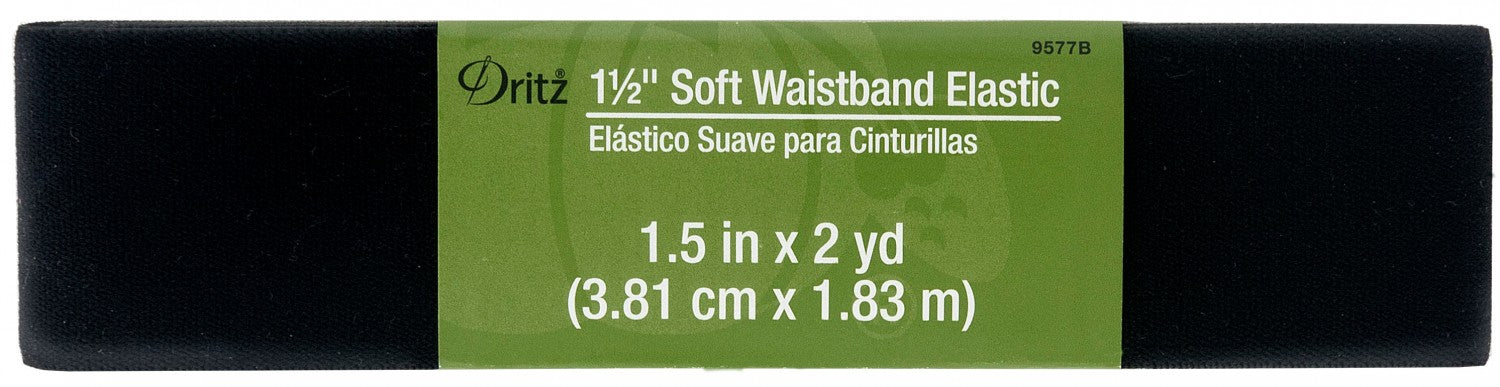 9577B
Dritz® 1½" Soft Waistband Elastic
Elástico Suave para Cinturillas
1.5 in x 2 yd
(3.81 cm x 1.83 m)